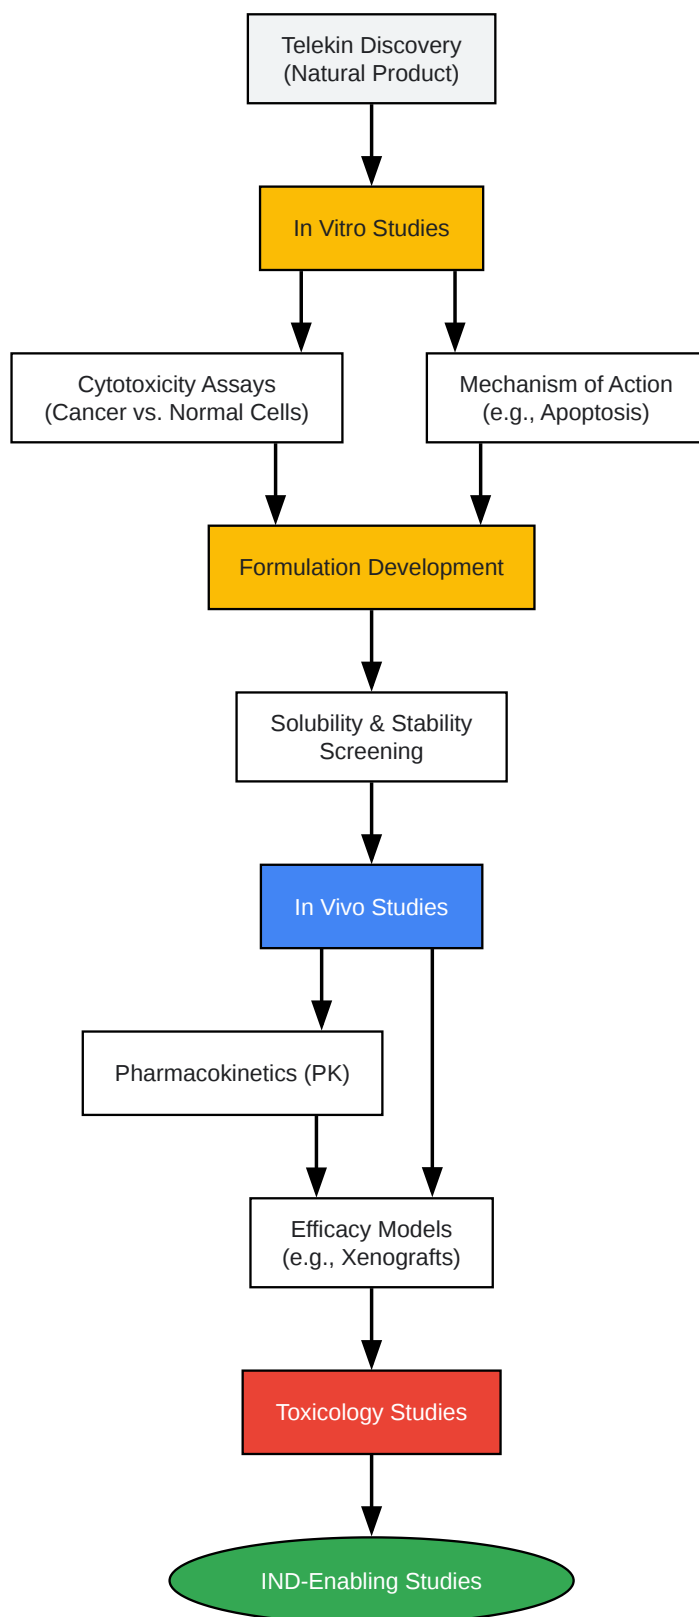 Telekin Discovery
(Natural Product)
In Vitro Studies
Cytotoxicity Assays
(Cancer vs. Normal Cells)
Mechanism of Action
(e.g., Apoptosis)
Formulation Development
Solubility & Stability
Screening
In Vivo Studies
Pharmacokinetics (PK)
Efficacy Models
(e.g., Xenografts)
Toxicology Studies
IND-Enabling Studies